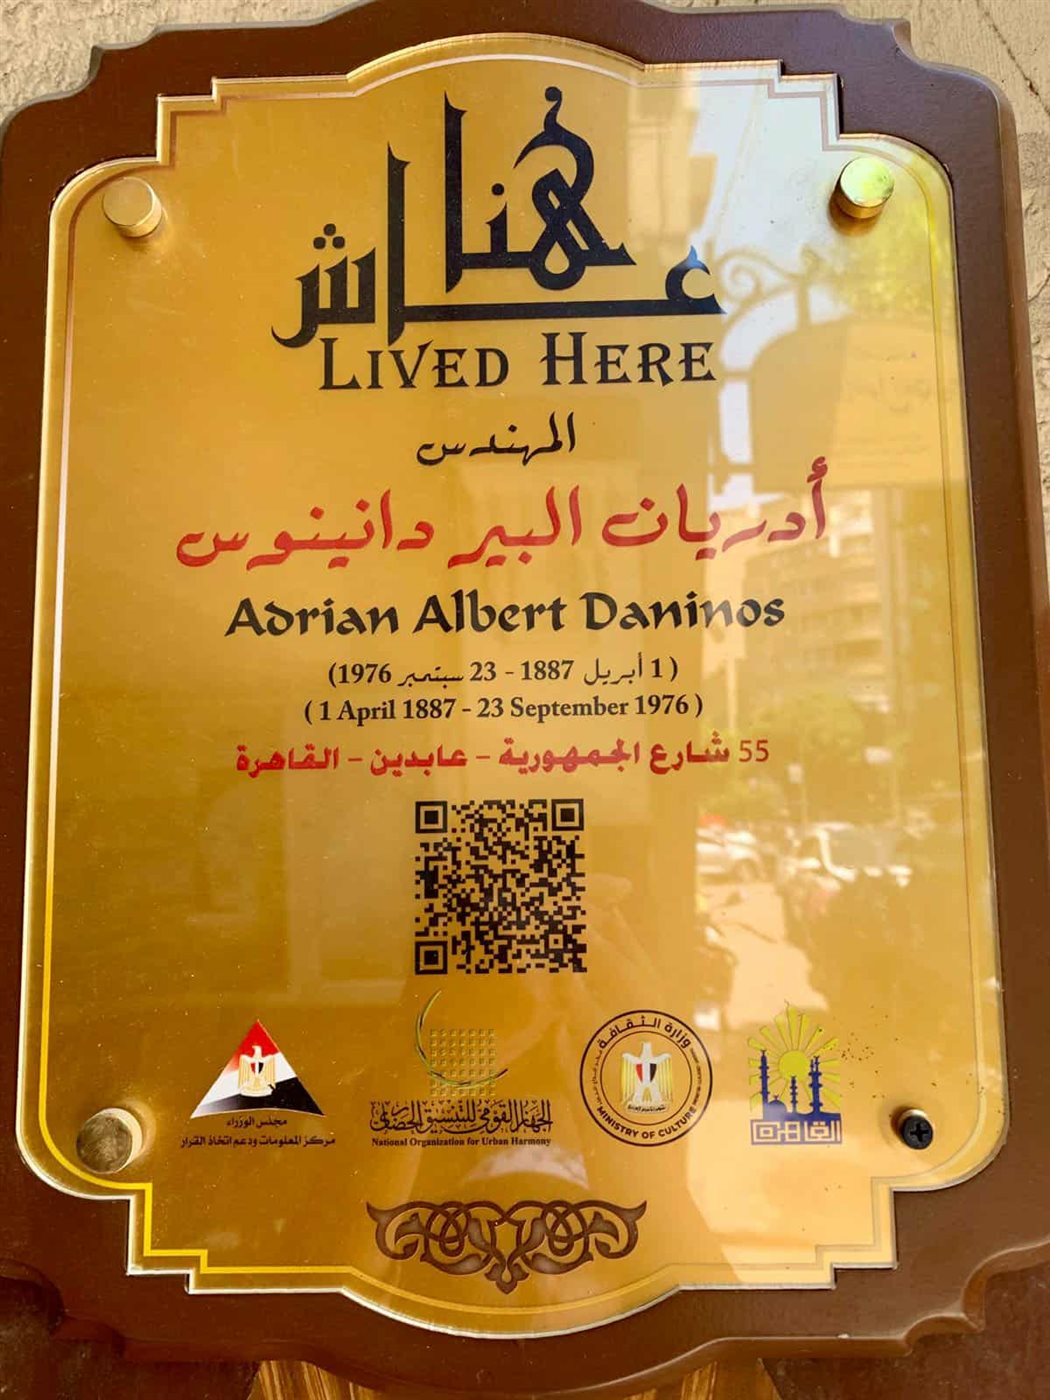 هنا
عاش
LIVED HERE
المهندس
أدريان البير دانينوس
Adrian Albert Daninos
( 1 أبريل 1887 - 23 سبتمبر 1976)
( 1 April 1887 - 23 September 1976 )
55 شارع الجمهورية - عابدين - القاهرة
مجلس الوزراء
مركز المعلومات ودعم اتخاذ القرار
الجهاز القومي للتنسيق الحضاري
National Organization for Urban Harmony
وزارة الثقافة
MINISTRY OF CULTURE
القاهرة